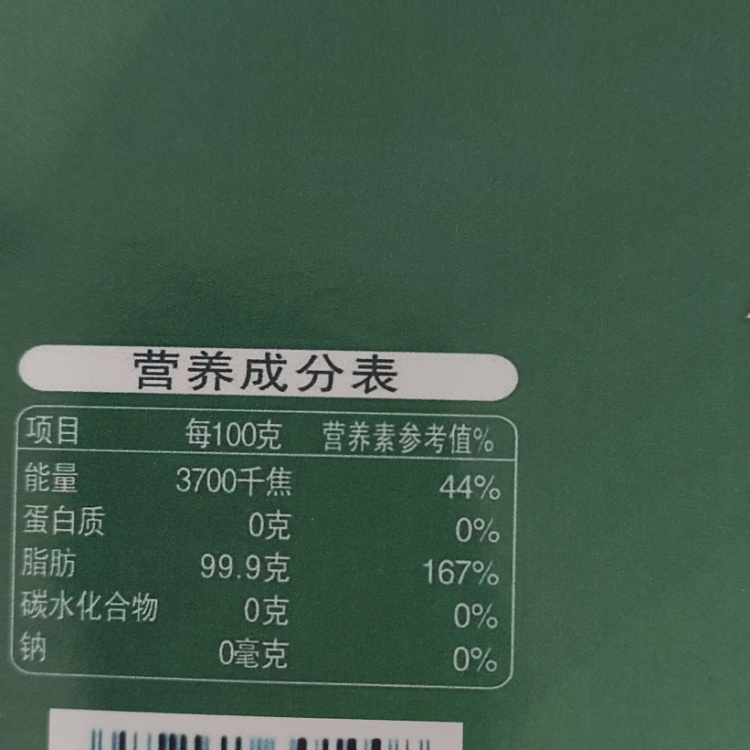 营养成分表
项目 每100克 营养素参考值%
能量 3700千焦 44%
蛋白质 0克 0%
脂肪 99.9克 167%
碳水化合物 0克 0%
钠 0毫克 0%